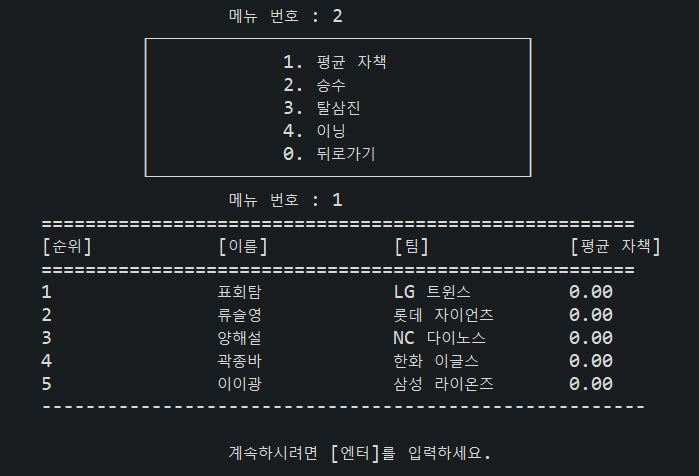 메뉴 번호 : 2
1. 평균 자책
2. 승수
3. 탈삼진
4. 이닝
0. 뒤로가기
메뉴 번호 : 1
======================================================
[순위] [이름] [팀] [평균 자책]
======================================================
1 표회탐 LG 트윈스 0.00
2 류슬영 롯데 자이언츠 0.00
3 양해설 NC 다이노스 0.00
4 곽종바 한화 이글스 0.00
5 이이광 삼성 라이온즈 0.00
-------------------------------------------------------
계속하시려면 [엔터]를 입력하세요.